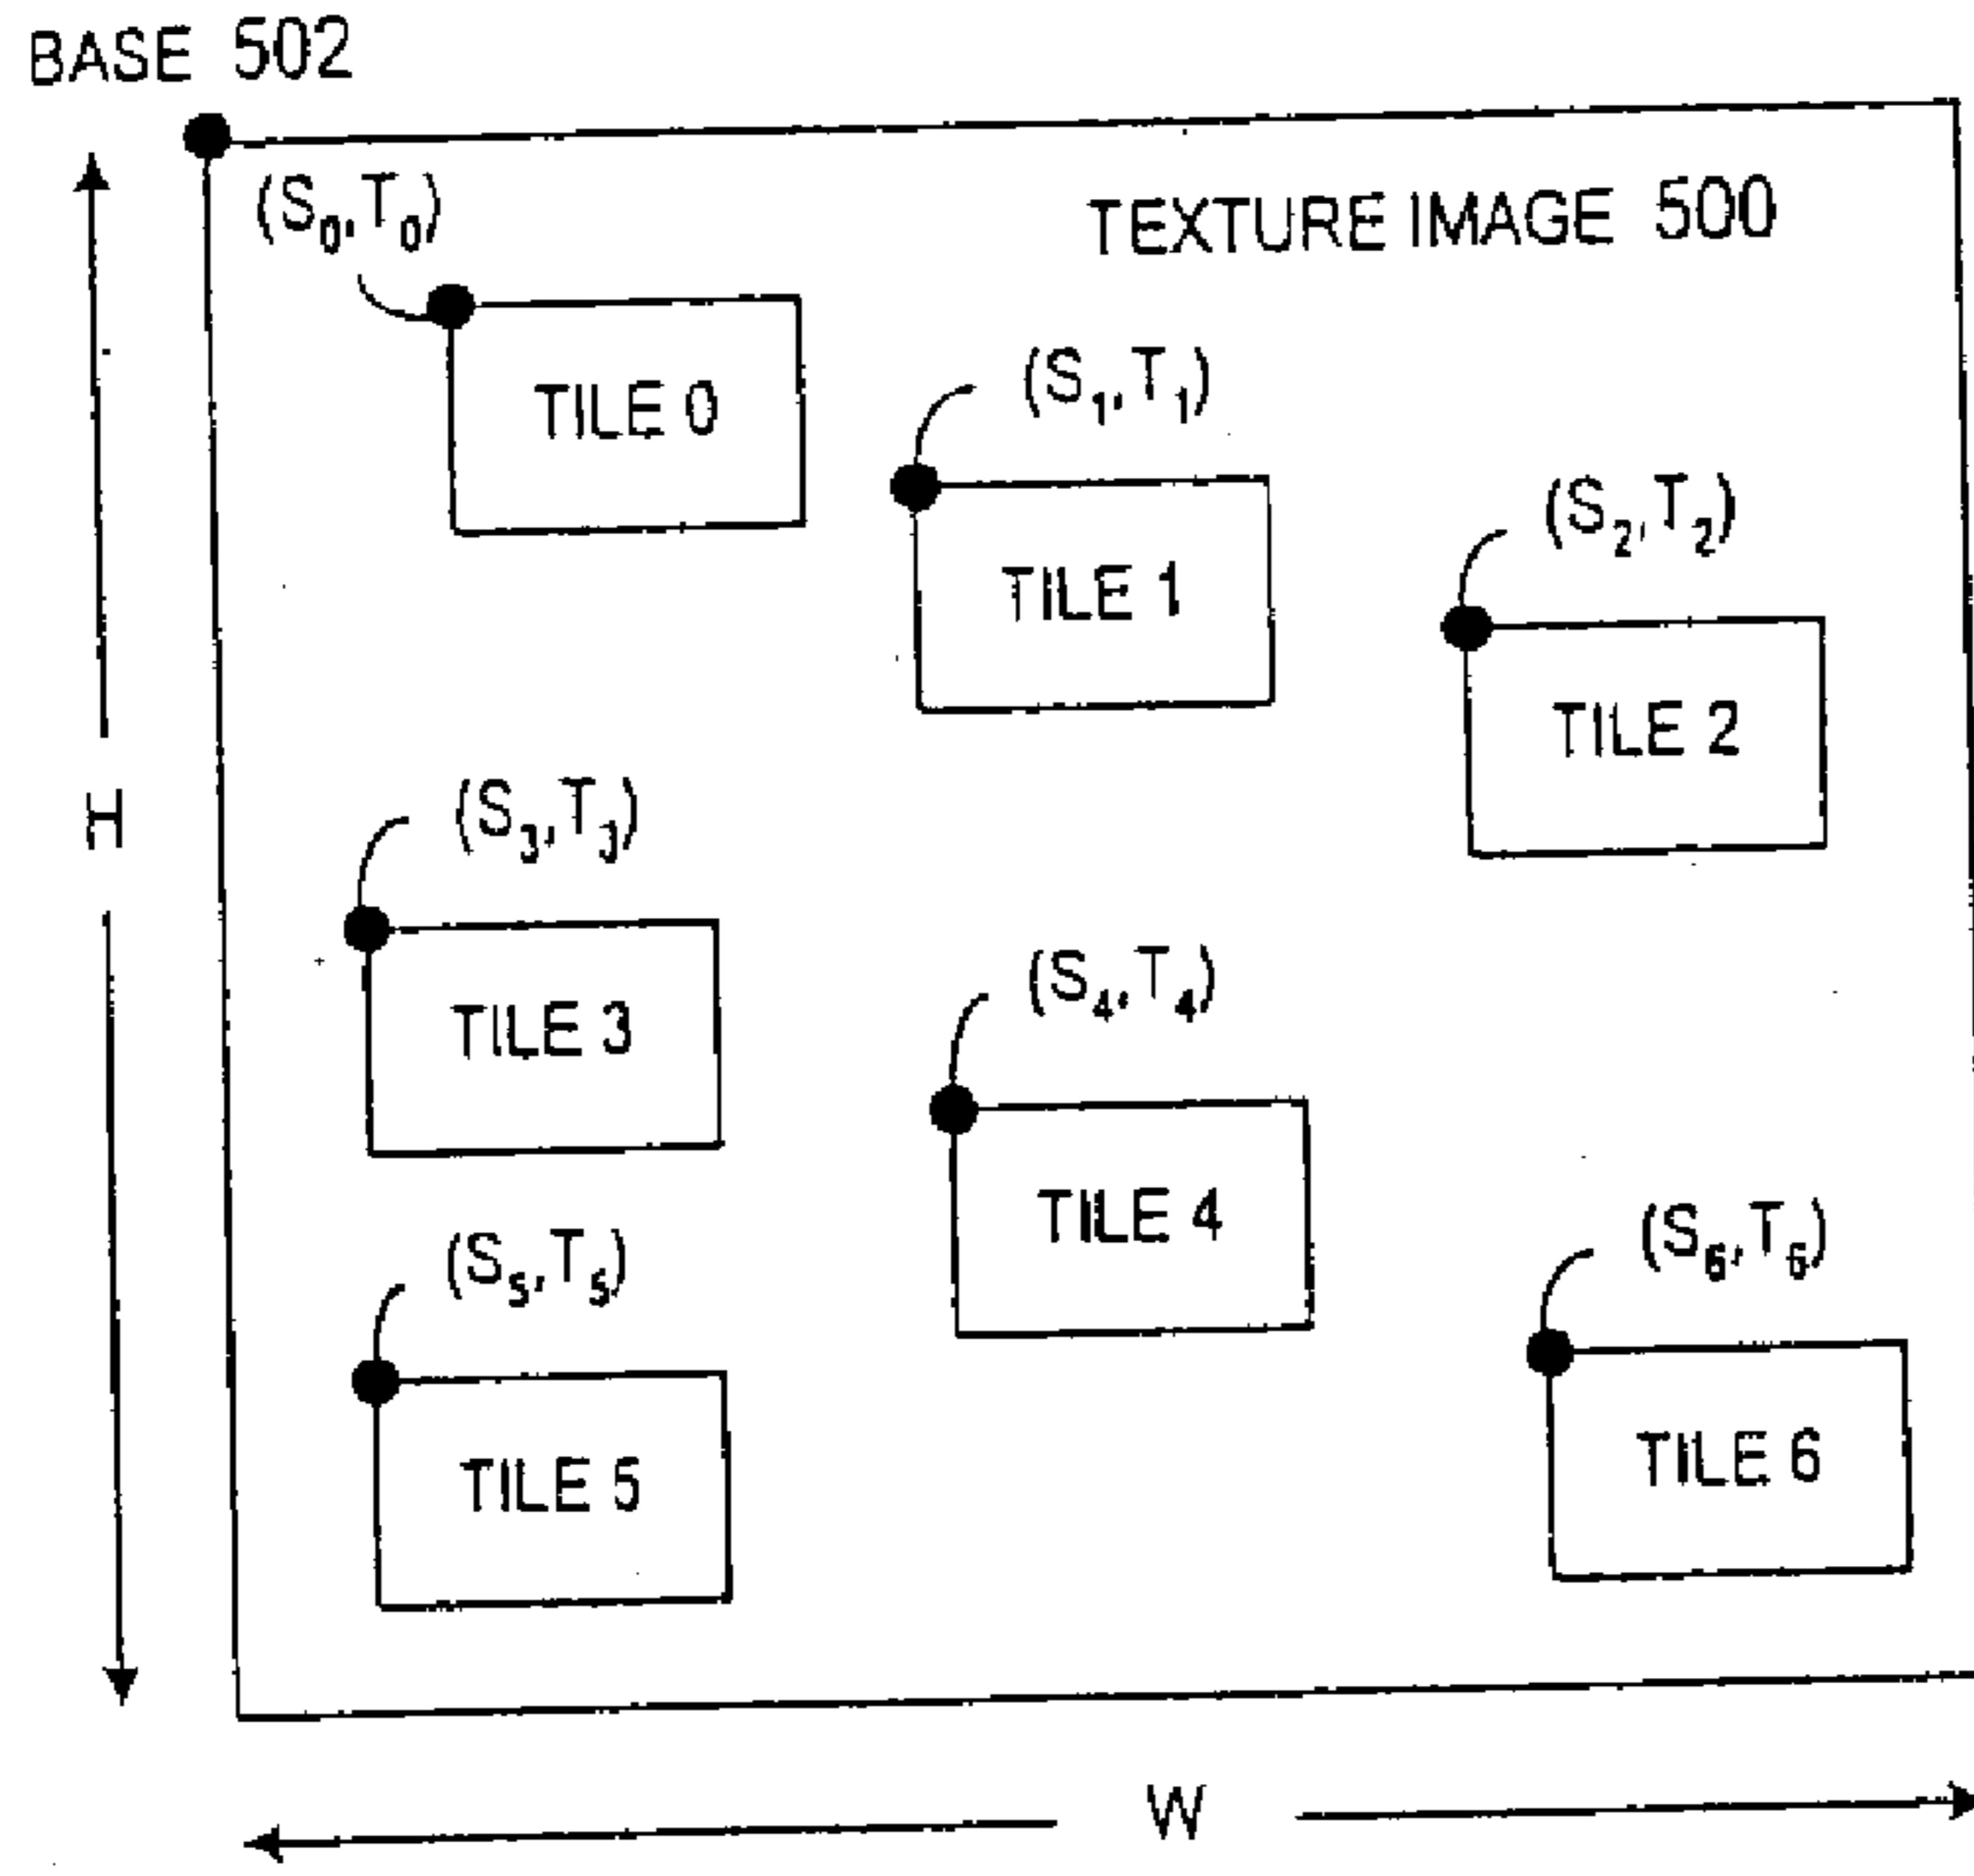 BASE 502
(S0,T0)
TEXTURE IMAGE 500
TILE 0
(S1,T1)
TILE 1
(S2,T2)
TILE 2
H
(S3,T3)
TILE 3
(S4,T4)
TILE 4
(S5,T5)
TILE 5
(S6,T6)
TILE 6
W